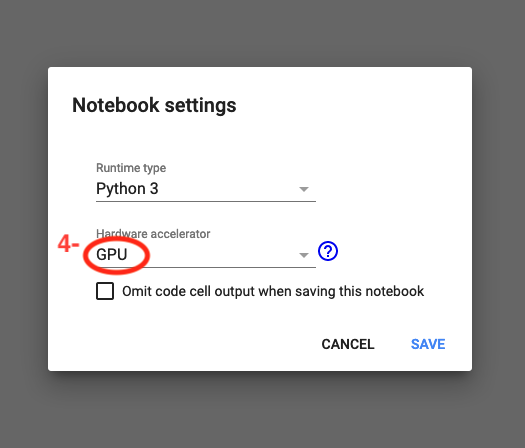 Notebook settings
Runtime type
Python 3
Hardware accelerator
4-
GPU
?
Omit code cell output when saving this notebook
CANCEL SAVE